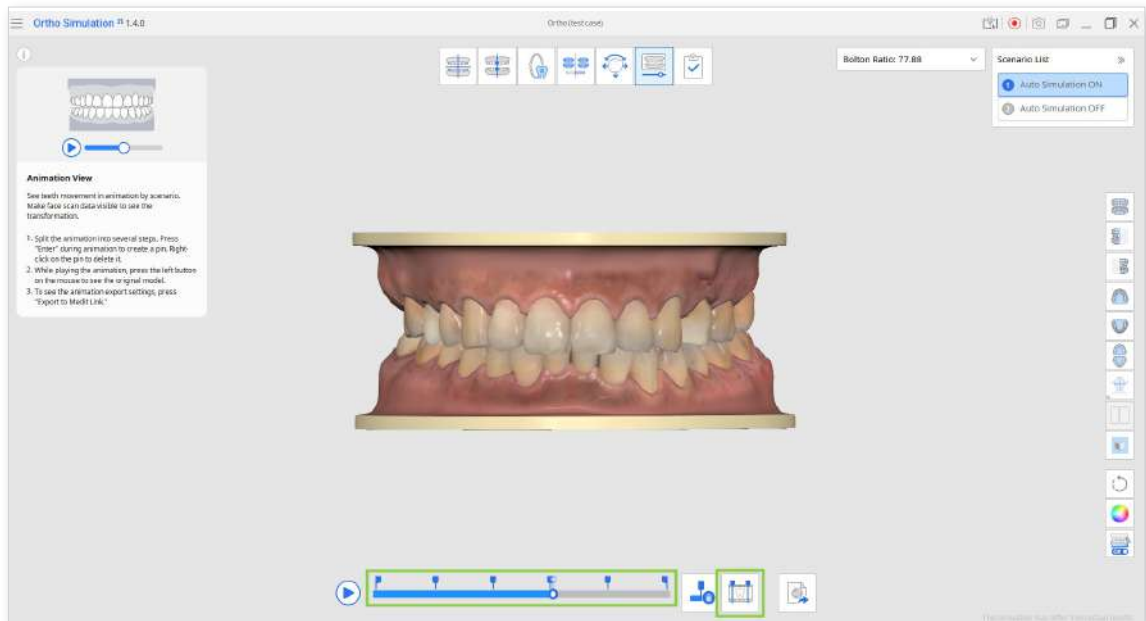 Ortho Simulation 1.4.0
Ortho (test case)
Bolton Ratio: 77.88
Scenario List
1 Auto Simulation ON
2 Auto Simulation OFF
Animation View
See teeth movement in animation by scenario.
Make face scan data visible to see the
transformation.
1. Split the animation into several steps. Press
"Enter" during animation to create a pin. Right-
click on the pin to delete it.
2. While playing the animation, press the left button
on the mouse to see the original model.
3. To see the animation export settings, press
"Export to Medit Link."